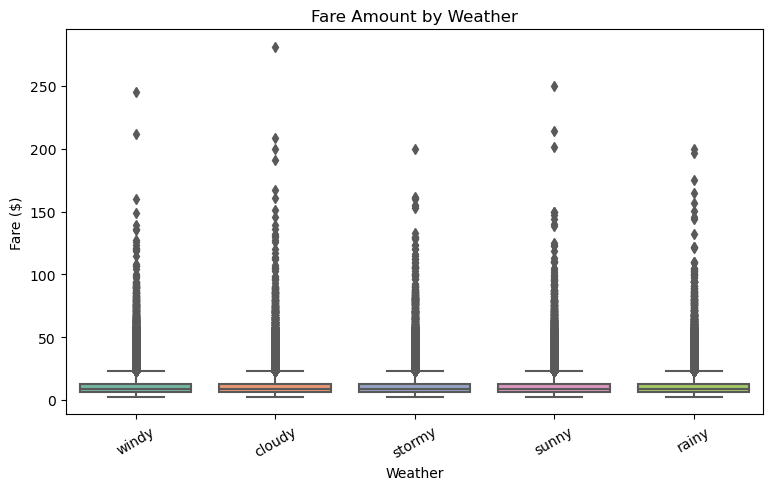 Fare Amount by Weather
Fare ($)
250
200
150
100
50
0
windy
cloudy
stormy
sunny
rainy
Weather